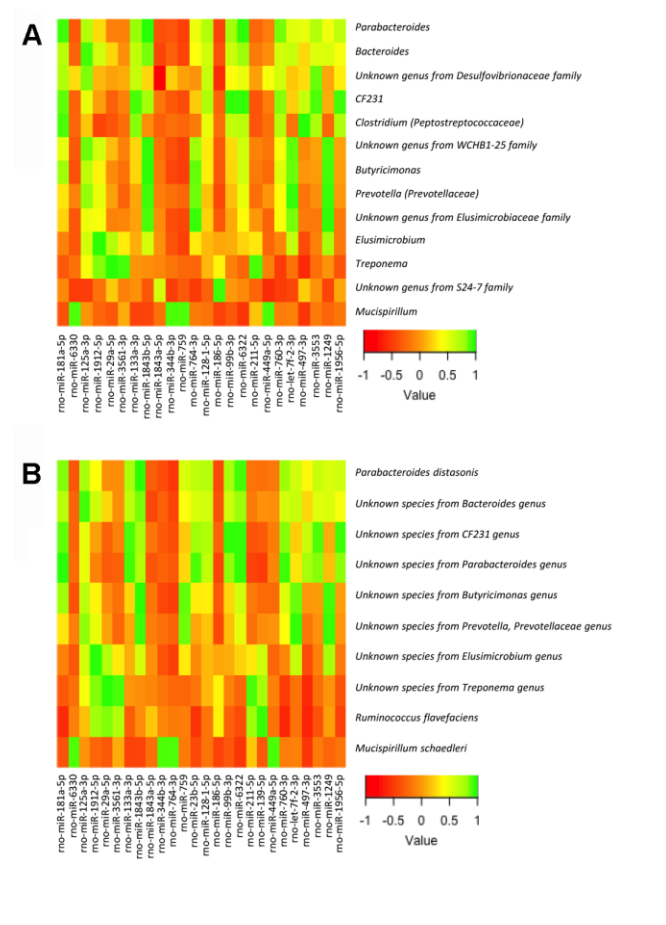 A
Parabacteroides
Bacteroides
Unknown genus from Desulfovibrionaceae family
CF231
Clostridium (Peptostreptococcaceae)
Unknown genus from WCHB1-25 family
Butyricimonas
Prevotella (Prevotellaceae)
Unknown genus from Elusimicrobiaceae family
Elusimicrobium
Treponema
Unknown genus from S24-7 family
Mucispirillum
rno-miR-181a-5p
rno-miR-6330
rno-miR-125a-3p
rno-miR-1912-5p
rno-miR-29a-5p
rno-miR-3561-3p
rno-miR-133a-3p
rno-miR-1843b-5p
rno-miR-1843a-5p
rno-miR-344b-3p
rno-miR-759
rno-miR-764-3p
rno-miR-128-1-5p
rno-miR-186-5p
rno-miR-99b-3p
rno-miR-6322
rno-miR-211-5p
rno-miR-449a-5p
rno-miR-760-3p
rno-let-7f-2-3p
rno-miR-497-3p
rno-miR-3553
rno-miR-1249
rno-miR-1956-5p
-1 -0.5 0 0.5 1
Value
B
Parabacteroides distasonis
Unknown species from Bacteroides genus
Unknown species from CF231 genus
Unknown species from Parabacteroides genus
Unknown species from Butyricimonas genus
Unknown species from Prevotella, Prevotellaceae genus
Unknown species from Elusimicrobium genus
Unknown species from Treponema genus
Ruminococcus flavefaciens
Mucispirillum schaedleri
rno-miR-181a-5p
rno-miR-6330
rno-miR-125a-3p
rno-miR-1912-5p
rno-miR-29a-5p
rno-miR-3561-3p
rno-miR-133a-3p
rno-miR-1843b-5p
rno-miR-1843a-5p
rno-miR-344b-3p
rno-miR-764-3p
rno-miR-759
rno-miR-23b-5p
rno-miR-128-1-5p
rno-miR-186-5p
rno-miR-99b-3p
rno-miR-6322
rno-miR-211-5p
rno-miR-139-5p
rno-miR-449a-5p
rno-miR-760-3p
rno-let-7f-2-3p
rno-miR-497-3p
rno-miR-3553
rno-miR-1249
rno-miR-1956-5p
-1 -0.5 0 0.5 1
Value